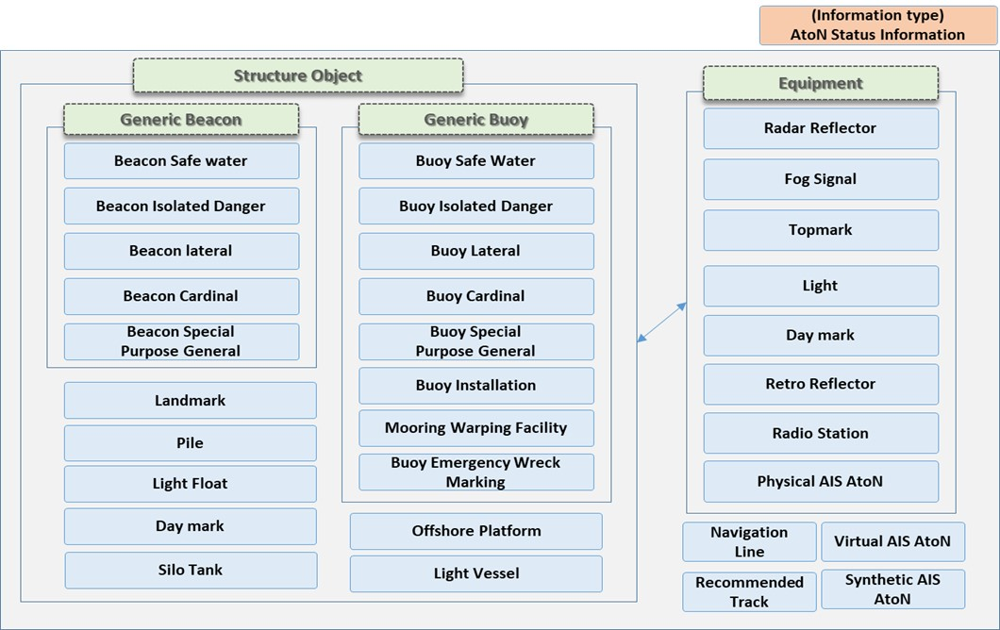 (Information type)
AtoN Status Information
Structure Object
Generic Beacon
Beacon Safe water
Beacon Isolated Danger
Beacon lateral
Beacon Cardinal
Beacon Special
Purpose General
Landmark
Pile
Light Float
Day mark
Silo Tank
Generic Buoy
Buoy Safe Water
Buoy Isolated Danger
Buoy Lateral
Buoy Cardinal
Buoy Special
Purpose General
Buoy Installation
Mooring Warping Facility
Buoy Emergency Wreck
Marking
Offshore Platform
Light Vessel
Equipment
Radar Reflector
Fog Signal
Topmark
Light
Day mark
Retro Reflector
Radio Station
Physical AIS AtoN
Navigation
Line
Virtual AIS AtoN
Recommended
Track
Synthetic AIS
AtoN